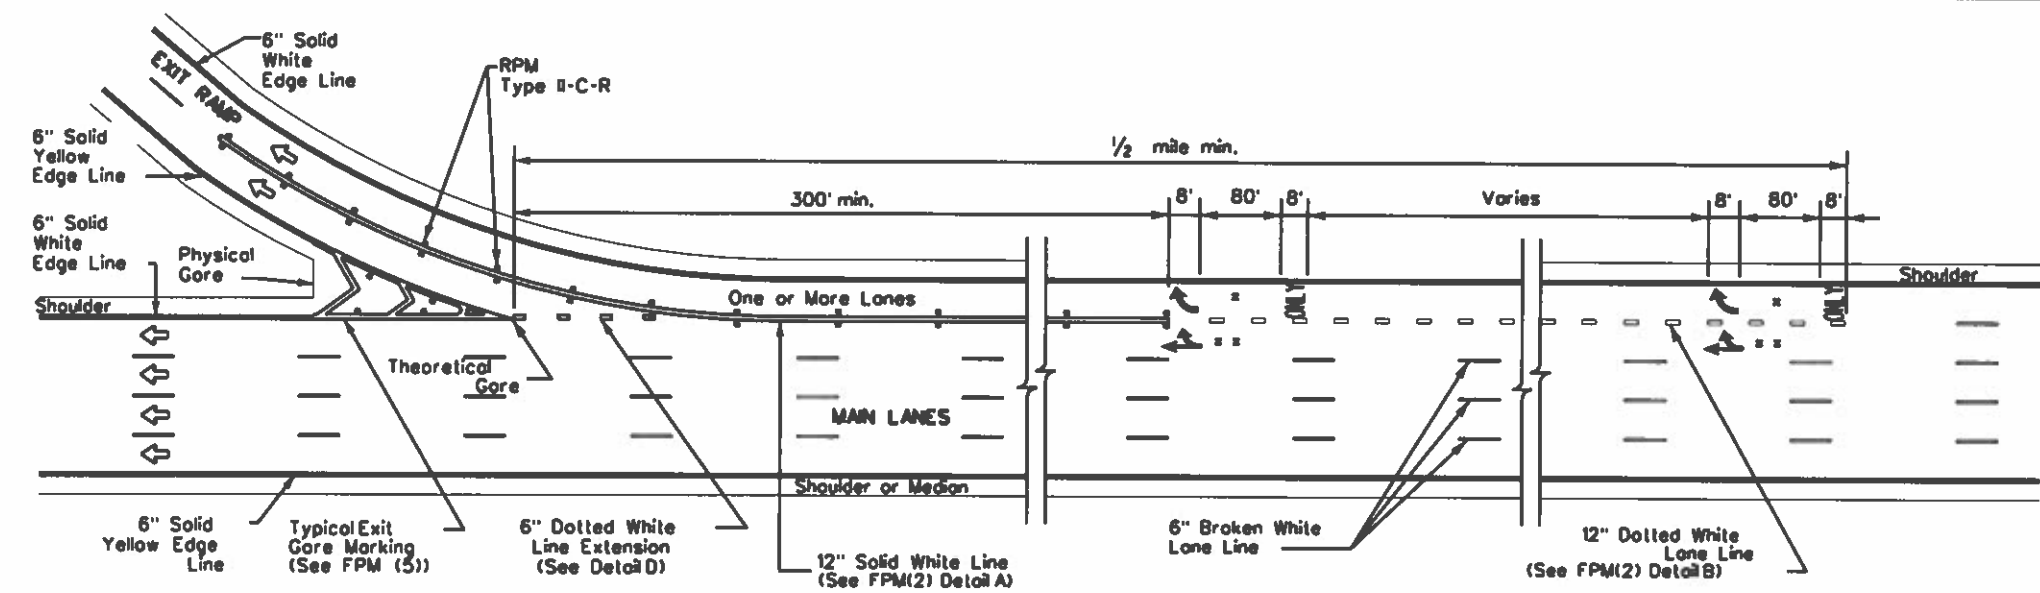 6" Solid
White
Edge Line
EXIT RAMP
RPM
Type II-C-R
6" Solid
Yellow
Edge Line
1/2 mile min.
300' min.
8'
80'
8'
Varies
8'
80'
8'
6" Solid
White
Edge Line
Physical
Gore
Shoulder
One or More Lanes
ONLY
*
* *
ONLY
*
* *
Shoulder
Theoretical
Gore
MAIN LANES
Shoulder or Median
6" Solid
Yellow Edge
Line
Typical Exit
Gore Marking
(See FPM (5))
6" Dotted White
Line Extension
(See Detail D)
12" Solid White Line
(See FPM(2) Detail A)
6" Broken White
Lane Line
12" Dotted White
Lane Line
(See FPM(2) Detail B)